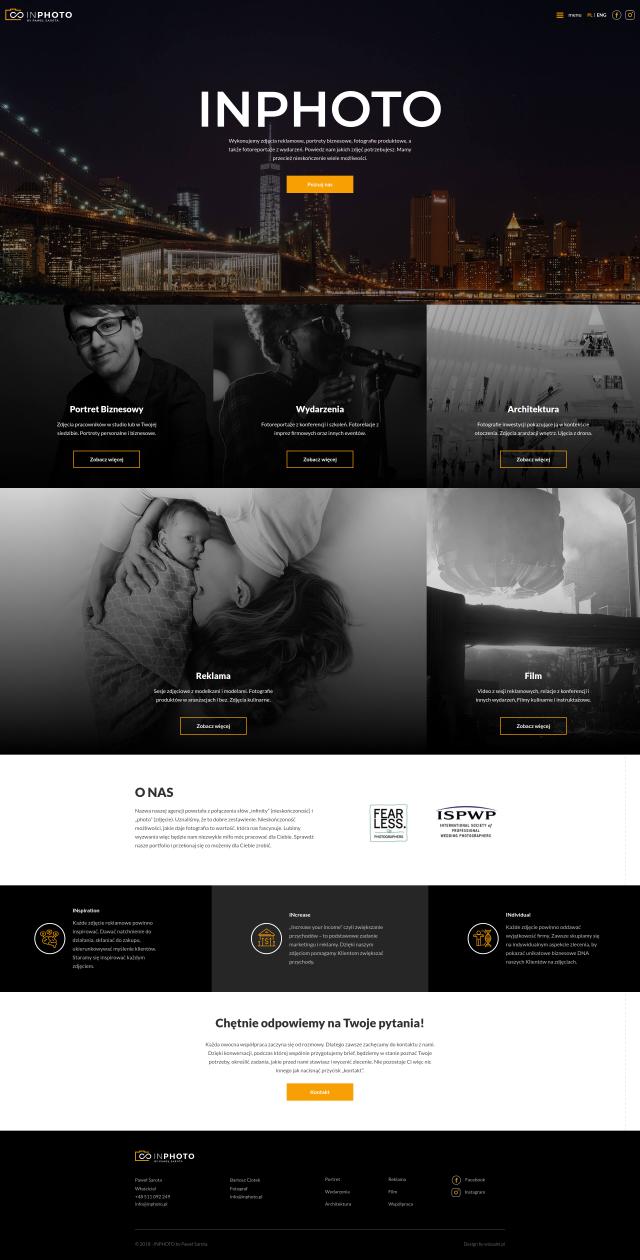 INPHOTO
BY PAWEŁ SAROTA
menu PL | ENG
INPHOTO
Wykonujemy zdjęcia reklamowe, portrety biznesowe, fotografie produktowe, a
także fotoreportaże z wydarzeń. Powiedz nam jakich zdjęć potrzebujesz. Mamy
przecież nieskończenie wiele możliwości.
Poznaj nas
Portret Biznesowy
Zdjęcia pracowników w studio lub w Twojej
siedzibie. Portrety personalne i biznesowe.
Zobacz więcej
Wydarzenia
Fotoreportaże z konferencji i szkoleń. Fotorelacje z
imprez firmowych oraz innych eventów.
Zobacz więcej
Architektura
Fotografie inwestycji pokazujące ją w kontekście
otoczenia. Zdjęcia aranżacji wnętrz. Ujęcia z drona.
Zobacz więcej
Reklama
Sesje zdjęciowe z modelkami i modelami. Fotografie
produktów w aranżacjach i bez. Zdjęcia kulinarne.
Zobacz więcej
Film
Video z sesji reklamowych, relacje z konferencji i
innych wydarzeń. Filmy kulinarne i instruktażowe.
Zobacz więcej
O NAS
Nazwa naszej agencji powstała z połączenia słów „infinity” (nieskończoność) i
„photo” (zdjęcie). Uznaliśmy, że to dobre zestawienie. Nieskończoność
możliwości, jakie daje fotografia to wartość, która nas fascynuje. Lubimy
wyzwania więc będzie nam niezwykle miło móc pracować dla Ciebie. Sprawdź
nasze portfolio i przekonaj się co możemy dla Ciebie zrobić.
FEAR
LESS.
PHOTOGRAPHERS
ISPWP
INTERNATIONAL SOCIETY of
PROFESSIONAL
WEDDING PHOTOGRAPHERS
INspiration
Każde zdjęcie reklamowe powinno
inspirować. Dawać natchnienie do
działania, skłaniać do zakupu,
ukierunkowywać myślenie klientów.
Staramy się inspirować każdym
zdjęciem.
INcrease
„Increase your income” czyli zwiększanie
przychodów – to podstawowe zadanie
marketingu i reklamy. Dzięki naszym
zdjęciom pomagamy Klientom zwiększać
przychody.
INdividual
Każde zdjęcie powinno oddawać
wyjątkowość firmy. Zawsze skupiamy się
na indywidualnym aspekcie zlecenia, by
pokazać unikatowe biznesowe DNA
naszych Klientów na zdjęciach.
Chętnie odpowiemy na Twoje pytania!
Każda owocna współpraca zaczyna się od rozmowy. Dlatego zawsze zachęcamy do kontaktu z nami.
Dzięki konwersacji, podczas której wspólnie przygotujemy brief, będziemy w stanie poznać Twoje
potrzeby, określić zadania, jakie przed nami stawiasz i wycenić zlecenie. Nie pozostaje Ci więc nic
innego jak nacisnąć przycisk „kontakt”.
Kontakt
INPHOTO
BY PAWEŁ SAROTA
Paweł Sarota
Właściciel
+48 511 092 249
info@inphoto.pl
Bartosz Ciołek
Fotograf
info@inphoto.pl
Portret
Wydarzenia
Architektura
Reklama
Film
Współpraca
Facebook
Instagram
© 2018 - INPHOTO by Paweł Sarota